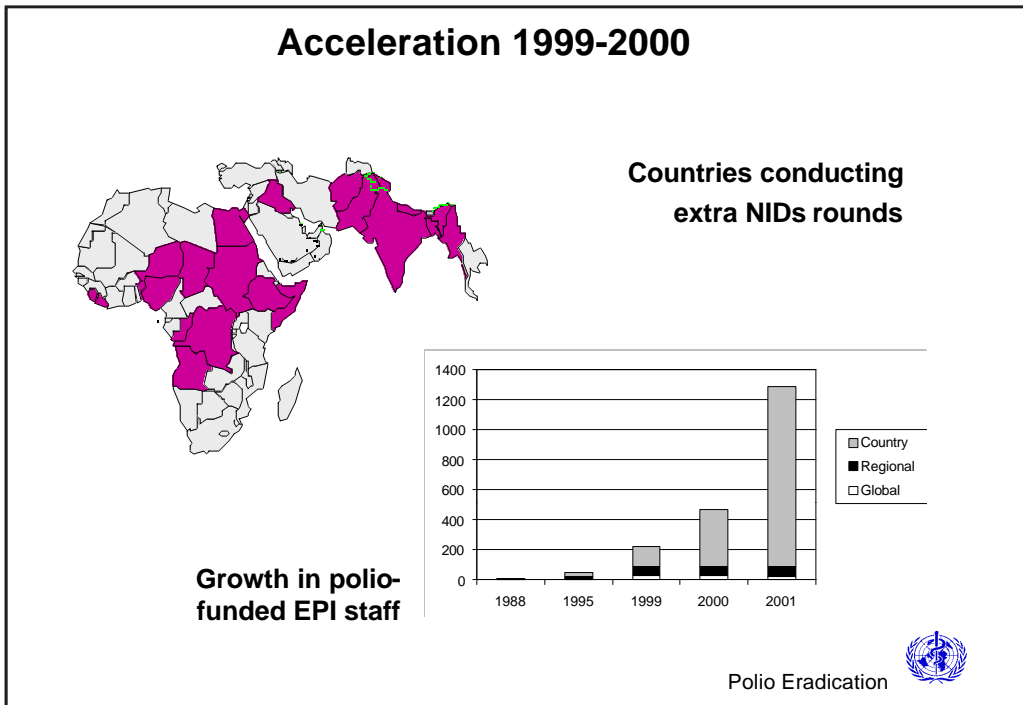 Acceleration 1999-2000
Countries conducting
extra NIDs rounds
1400
1200
1000
800
600
400
200
0
1988
1995
1999
2000
2001
Country
Regional
Global
Growth in polio-
funded EPI staff
Polio Eradication